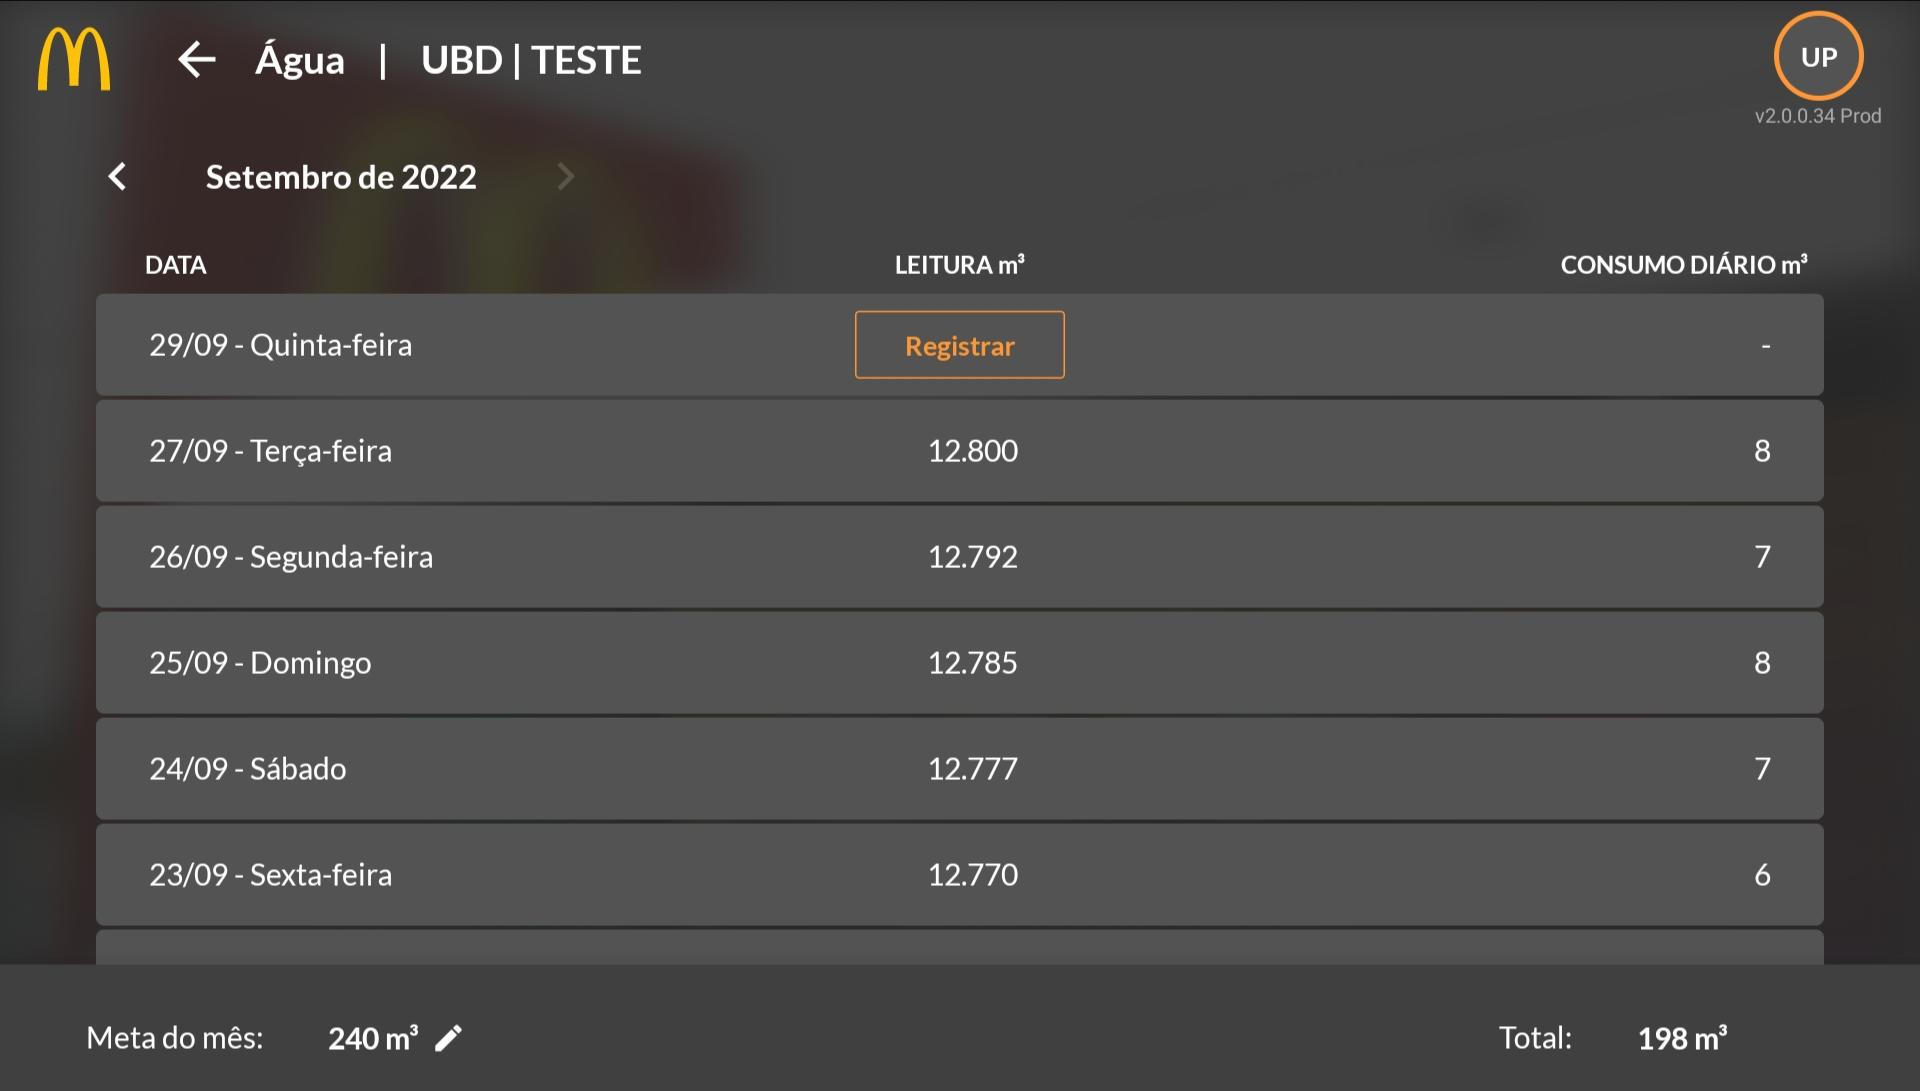 Água | UBD | TESTE
UP
v2.0.0.34 Prod
Setembro de 2022
DATA LEITURA m³ CONSUMO DIÁRIO m³
29/09 - Quinta-feira Registrar -
27/09 - Terça-feira 12.800 8
26/09 - Segunda-feira 12.792 7
25/09 - Domingo 12.785 8
24/09 - Sábado 12.777 7
23/09 - Sexta-feira 12.770 6
Meta do mês: 240 m³ Total: 198 m³